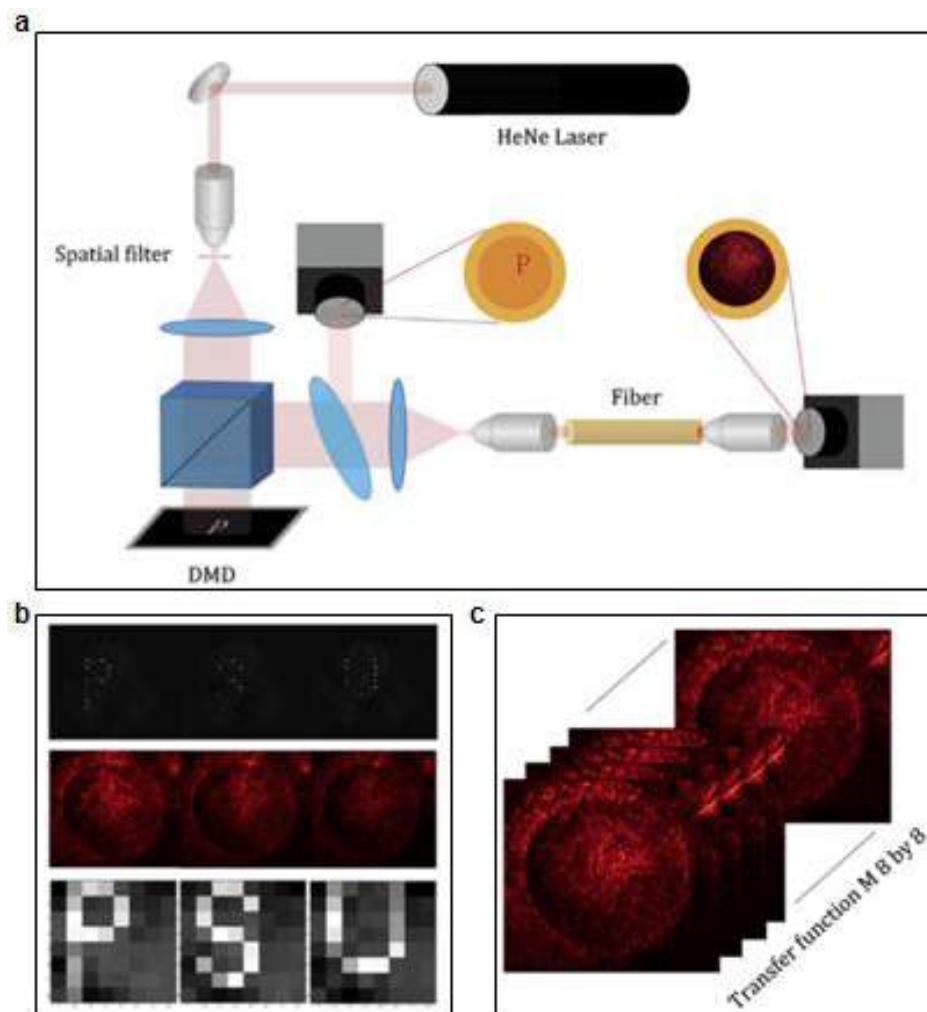 a
HeNe Laser
Spatial filter
P
Fiber
P
DMD
b
c
P S U
P S U
Transfer function M 8 by 8